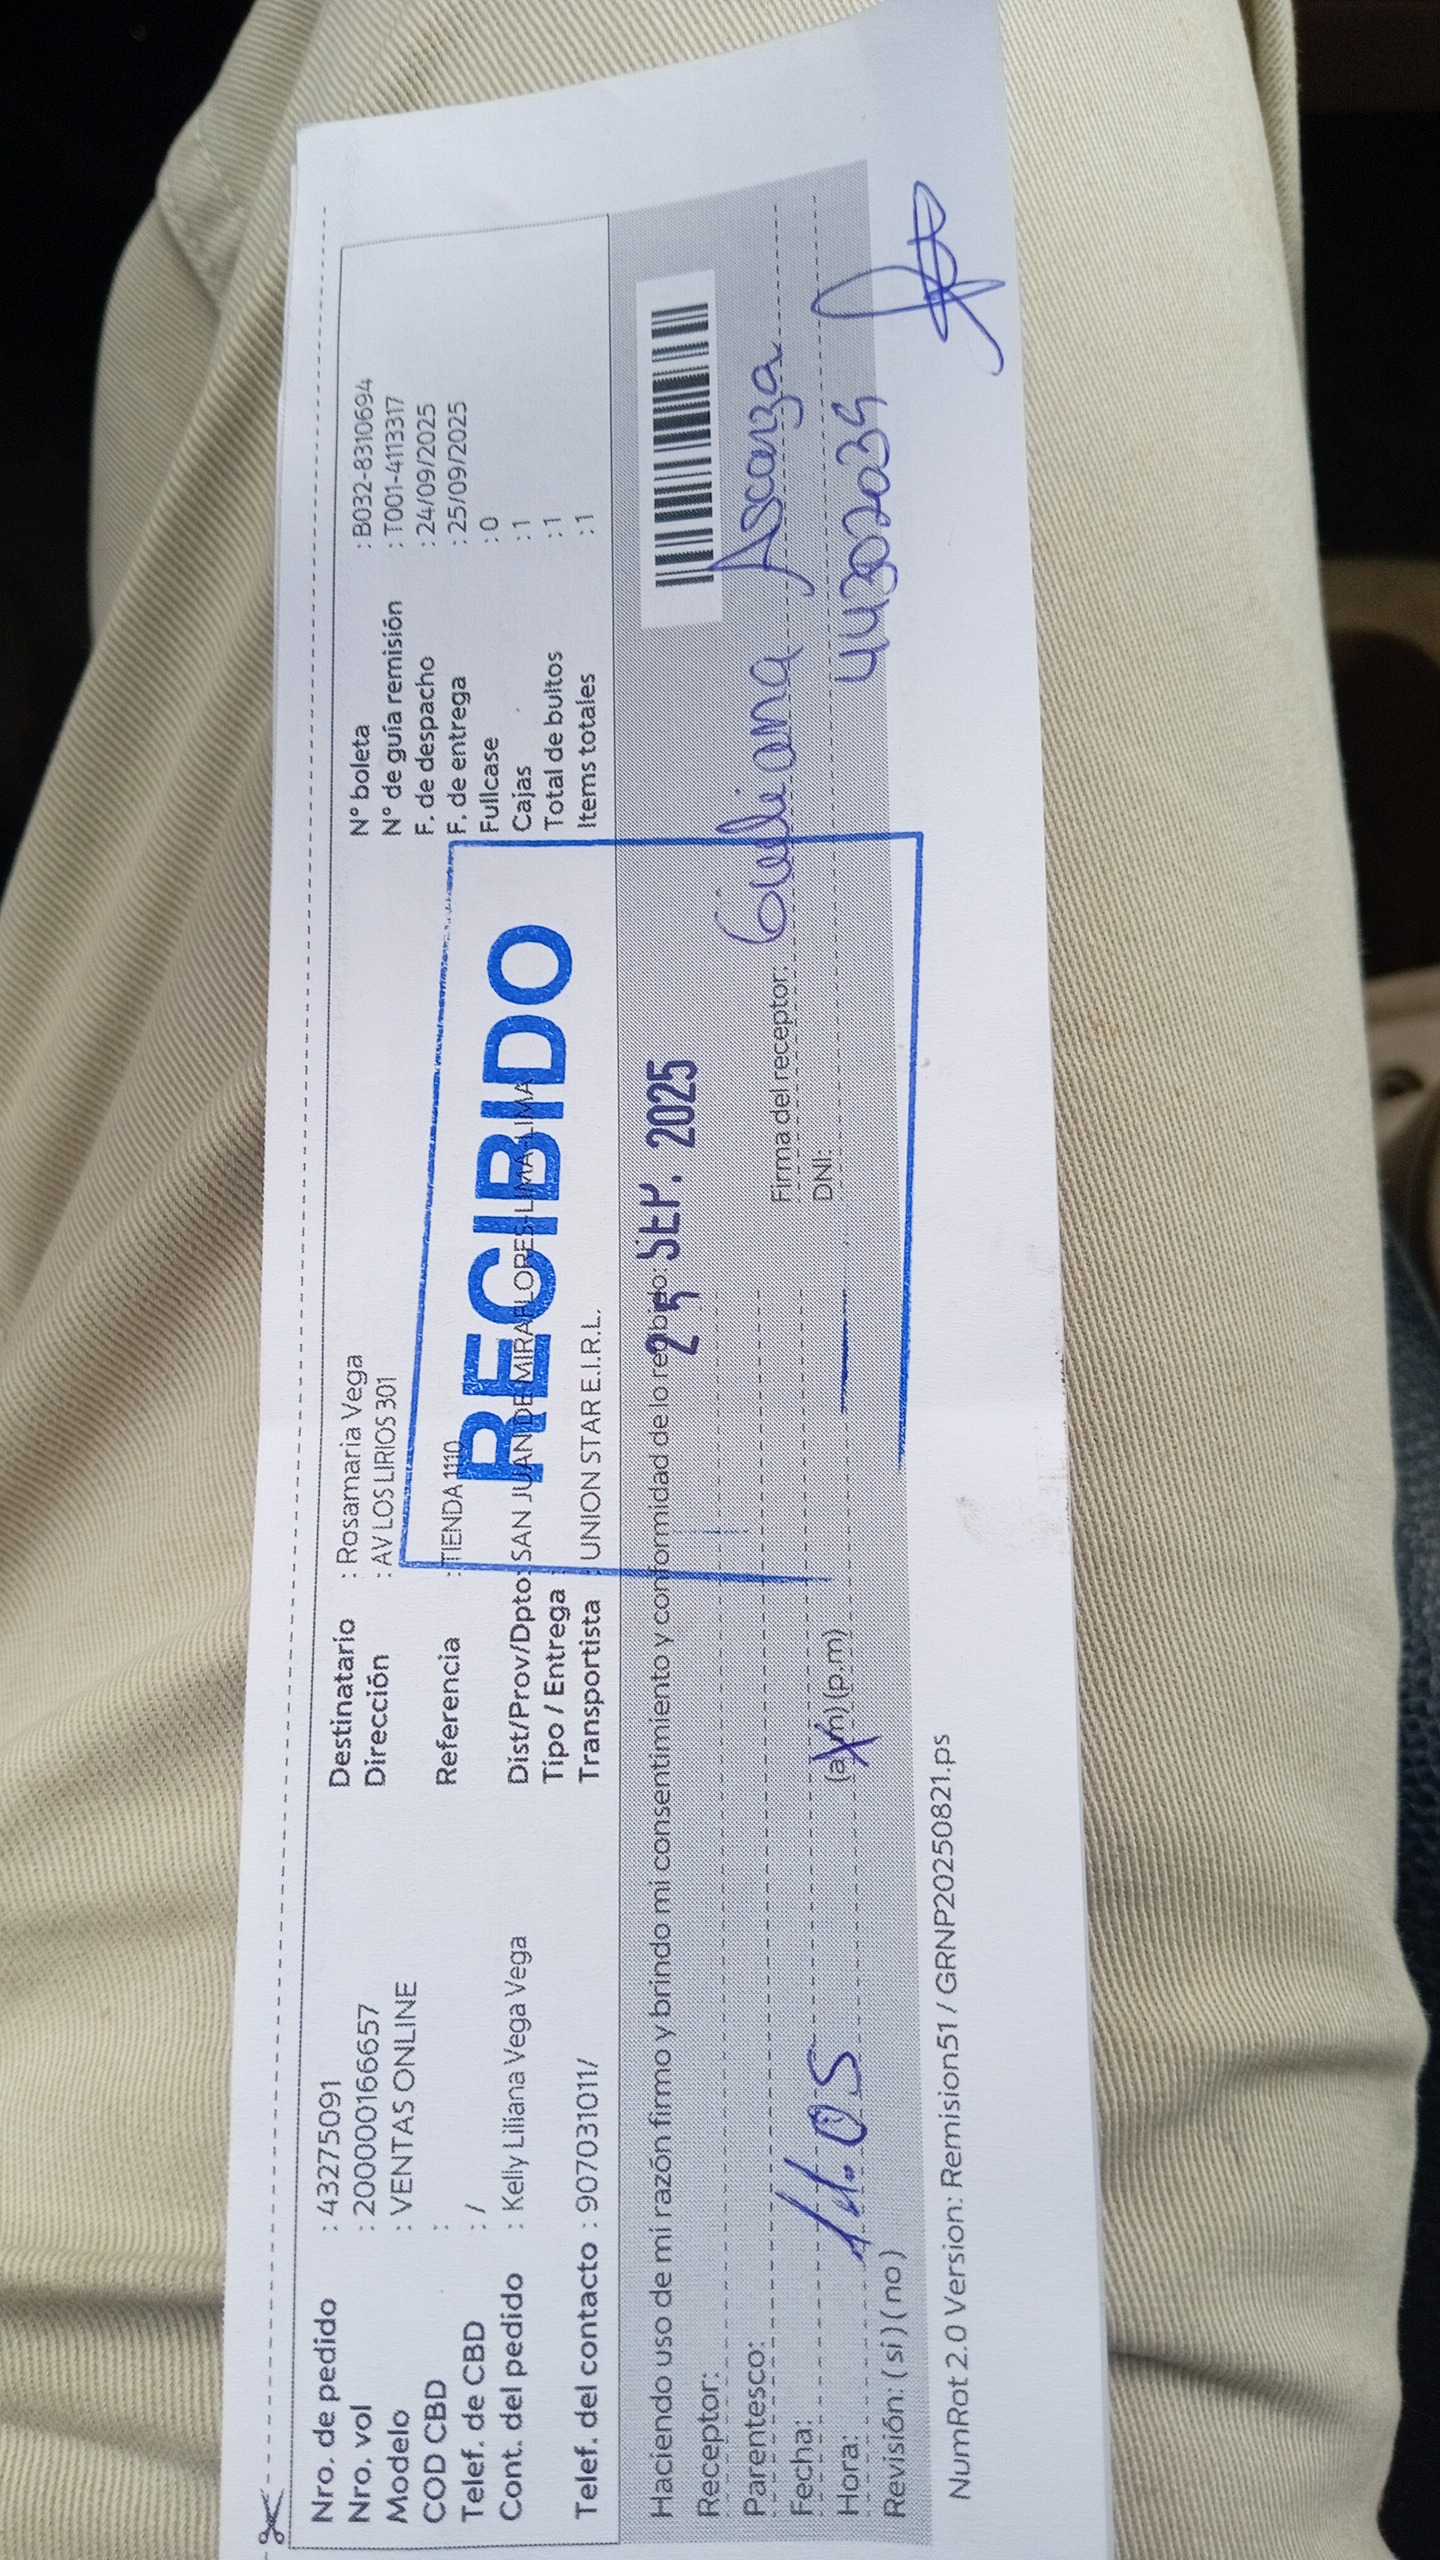 Nro. de pedido : 43275091
Nro. vol : 200000166657
Modelo : VENTAS ONLINE
COD CBD :
Telef. de CBD : /
Cont. del pedido : Kelly Liliana Vega Vega
Telef. del contacto : 907031011/
Destinatario : Rosamaria Vega
Dirección : AV LOS LIRIOS 301
Referencia : TIENDA 1110
Dist/Prov/Dpto: SAN JUAN DE MIRAFLORES-LIMA-LIMA
Tipo / Entrega :
Transportista : UNION STAR E.I.R.L.
N° boleta : B032-8310694
N° de guía remisión : T001-4113317
F. de despacho : 24/09/2025
F. de entrega : 25/09/2025
Fullcase : 0
Cajas : 1
Total de bultos : 1
Items totales : 1
RECIBIDO
25 SEP. 2025
Haciendo uso de mi razón firmo y brindo mi consentimiento y conformidad de lo recibido:
Receptor:
Parentesco:
Fecha:
Hora: 11.05 (a.m) (p.m)
Revisión: ( si ) ( no )
Firma del receptor: Guiliana Ascanza
DNI: 44302039
NumRot 2.0 Version: Remision51 / GRNP20250821.ps